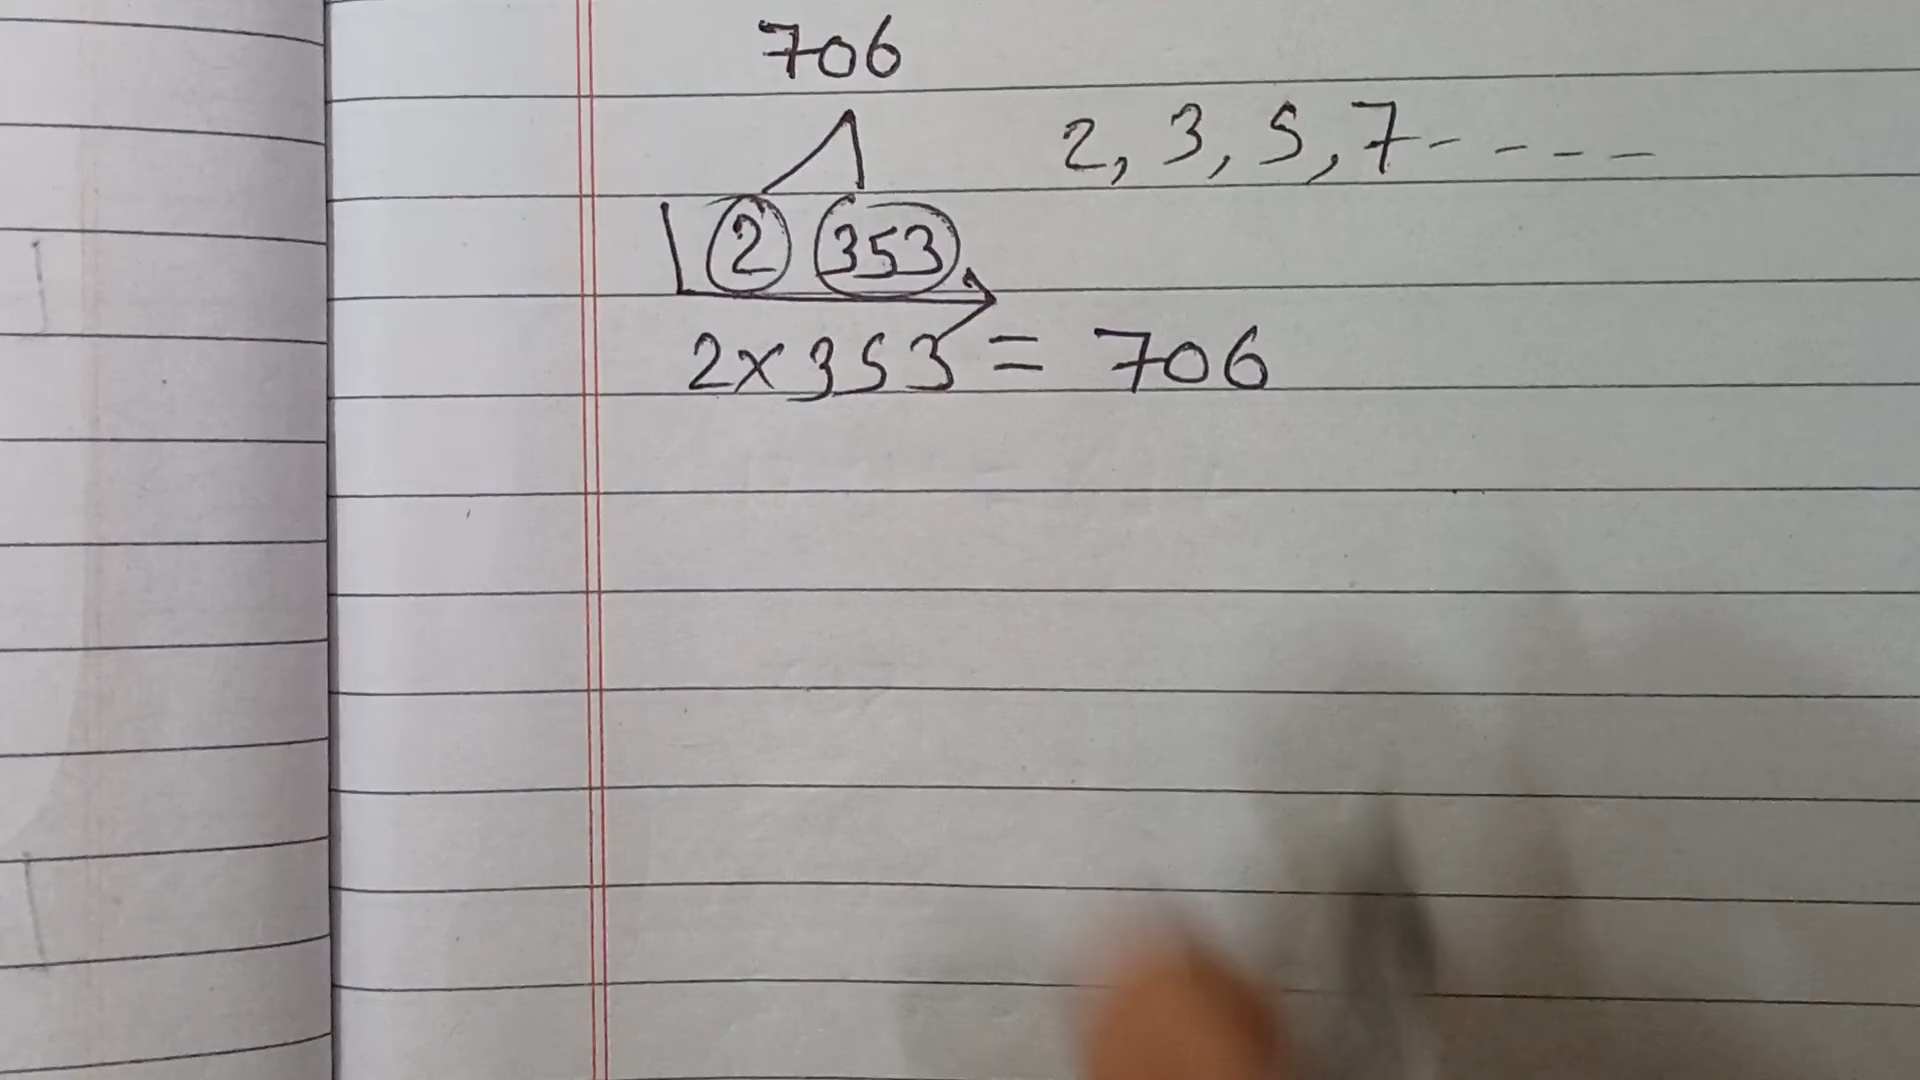 706
2, 3, 5, 7 - - - -
2 353
2x353 = 706